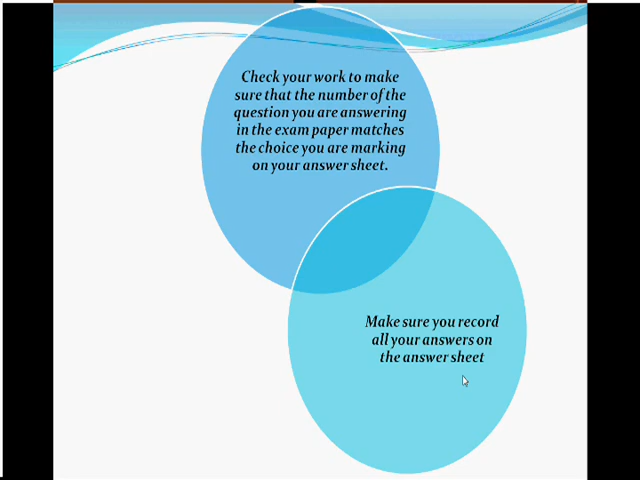 Check your work to make
sure that the number of the
question you are answering
in the exam paper matches
the choice you are marking
on your answer sheet.
Make sure you record
all your answers on
the answer sheet